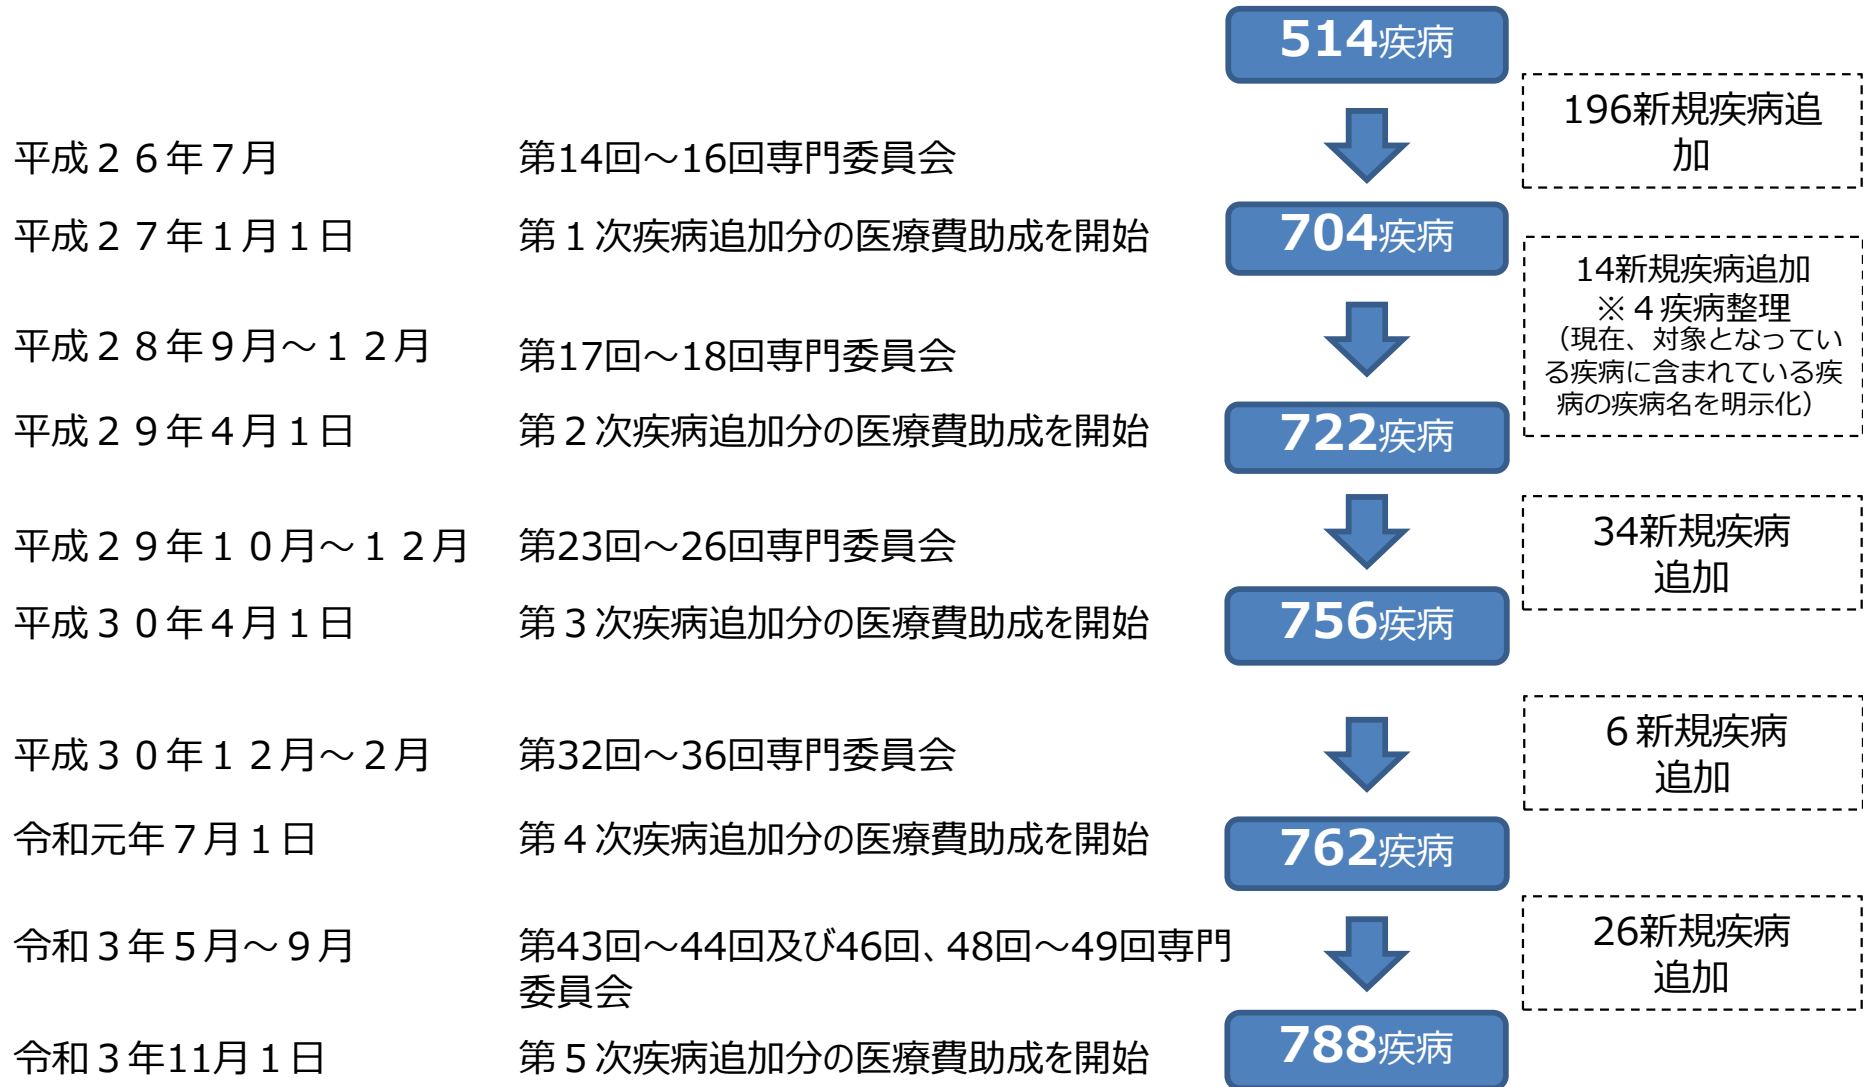 514疾病
196新規疾病追
加
平成２６年７月
第14回～16回専門委員会
平成２７年１月１日
第１次疾病追加分の医療費助成を開始
704疾病
14新規疾病追加
※４疾病整理
（現在、対象となってい
る疾病に含まれている疾
病の疾病名を明示化）
平成２８年９月～１２月
第17回～18回専門委員会
平成２９年４月１日
第２次疾病追加分の医療費助成を開始
722疾病
34新規疾病
追加
平成２９年１０月～１２月
第23回～26回専門委員会
平成３０年４月１日
第３次疾病追加分の医療費助成を開始
756疾病
６新規疾病
追加
平成３０年１２月～２月
第32回～36回専門委員会
令和元年７月１日
第４次疾病追加分の医療費助成を開始
762疾病
26新規疾病
追加
令和３年５月～９月
第43回～44回及び46回、48回～49回専門
委員会
令和３年11月１日
第５次疾病追加分の医療費助成を開始
788疾病